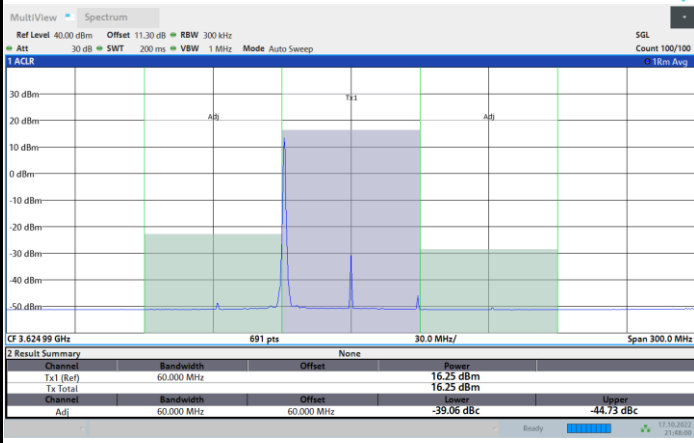 MultiView Spectrum
Ref Level 40.00 dBm Offset 11.30 dB RBW 300 kHz SGL
Att 30 dB SWT 200 ms VBW 1 MHz Mode Auto Sweep Count 100/100
1 ACLR 1Rm Avg
30 dBm
Tx1
20 dBm
Adj Adj
10 dBm
0 dBm
-10 dBm
-20 dBm
-30 dBm
-40 dBm
-50 dBm
CF 3.62499 GHz 691 pts 30.0 MHz/ Span 300.0 MHz
2 Result Summary None
Channel Bandwidth Offset Power
Tx1 (Ref) 60.000 MHz 16.25 dBm
Tx Total 16.25 dBm
Channel Bandwidth Offset Lower Upper
Adj 60.000 MHz 60.000 MHz -39.06 dBc -44.73 dBc
Ready 17.10.2022
21:48:00